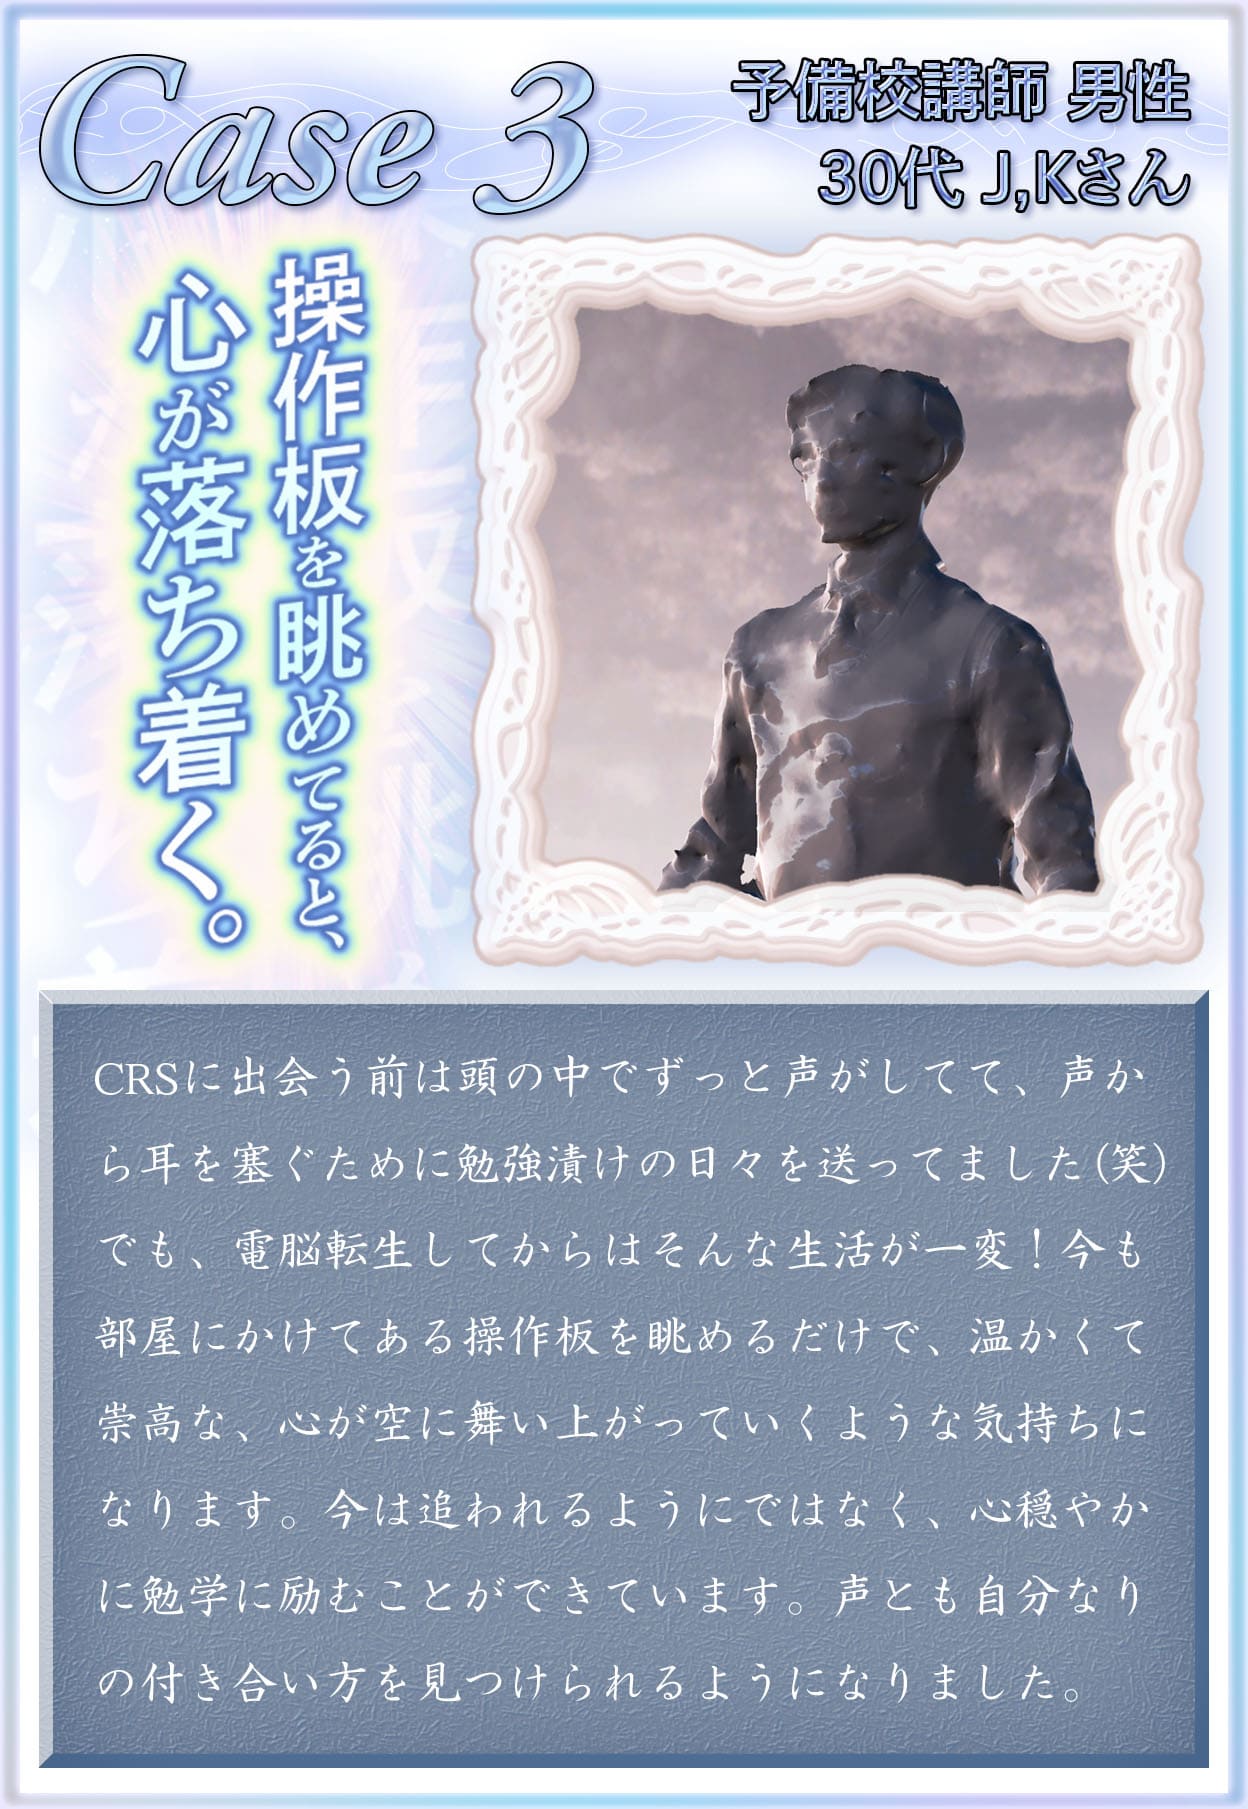 Case 3
予備校講師 男性
30代 J,Kさん
操作板を眺めてると、
心が落ち着く。
CRSに出会う前は頭の中でずっと声がしてて、声か
ら耳を塞ぐために勉強漬けの日々を送ってました(笑)
でも、電脳転生してからはそんな生活が一変！今も
部屋にかけてある操作板を眺めるだけで、温かくて
崇高な、心が空に舞い上がっていくような気持ちに
なります。今は追われるようにではなく、心穏やか
に勉学に励むことができています。声とも自分なり
の付き合い方を見つけられるようになりました。